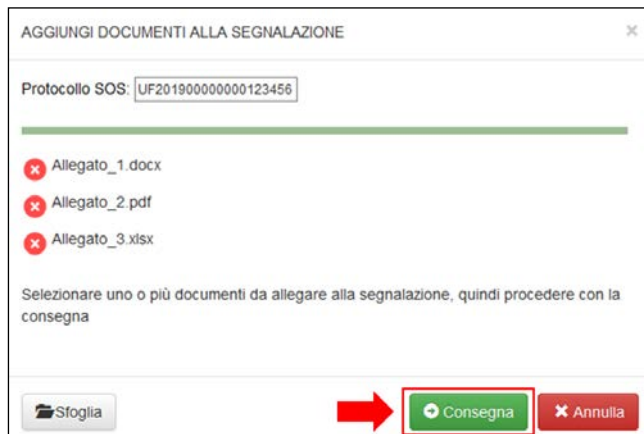 AGGIUNGI DOCUMENTI ALLA SEGNALAZIONE
Protocollo SOS: UF201900000000123456
Allegato_1.docx
Allegato_2.pdf
Allegato_3.xlsx
Selezionare uno o più documenti da allegare alla segnalazione, quindi procedere con la
consegna
Sfoglia Consegna Annulla